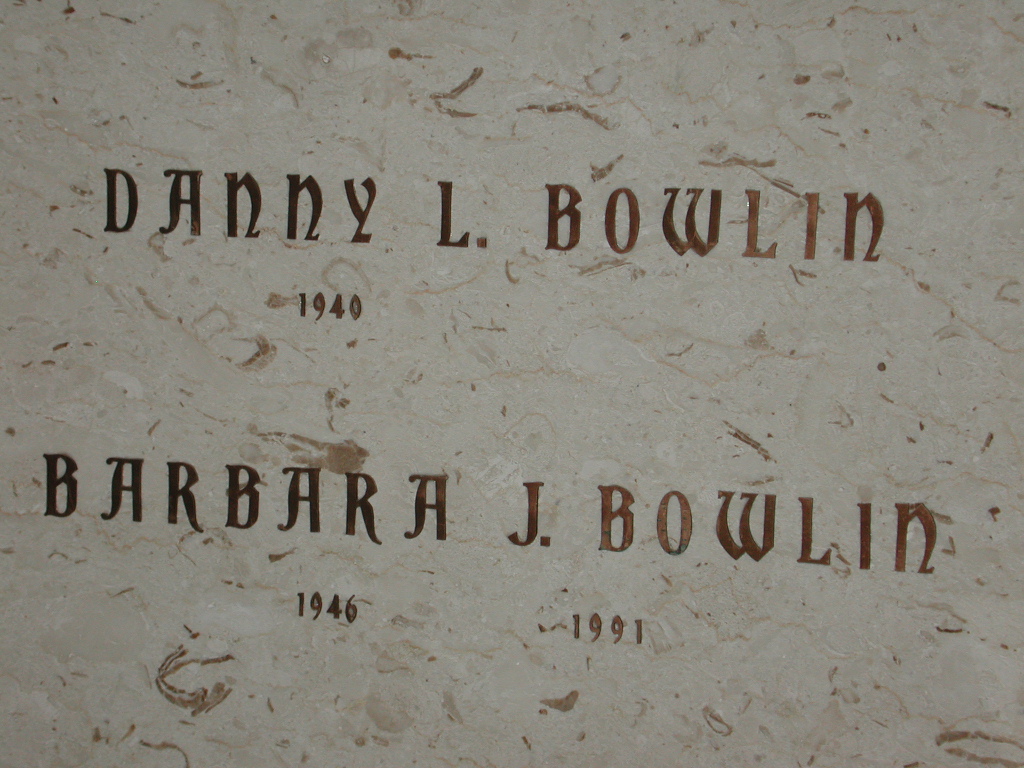 DANNY L. BOWLIN
1940
BARBARA J. BOWLIN
1946 1991